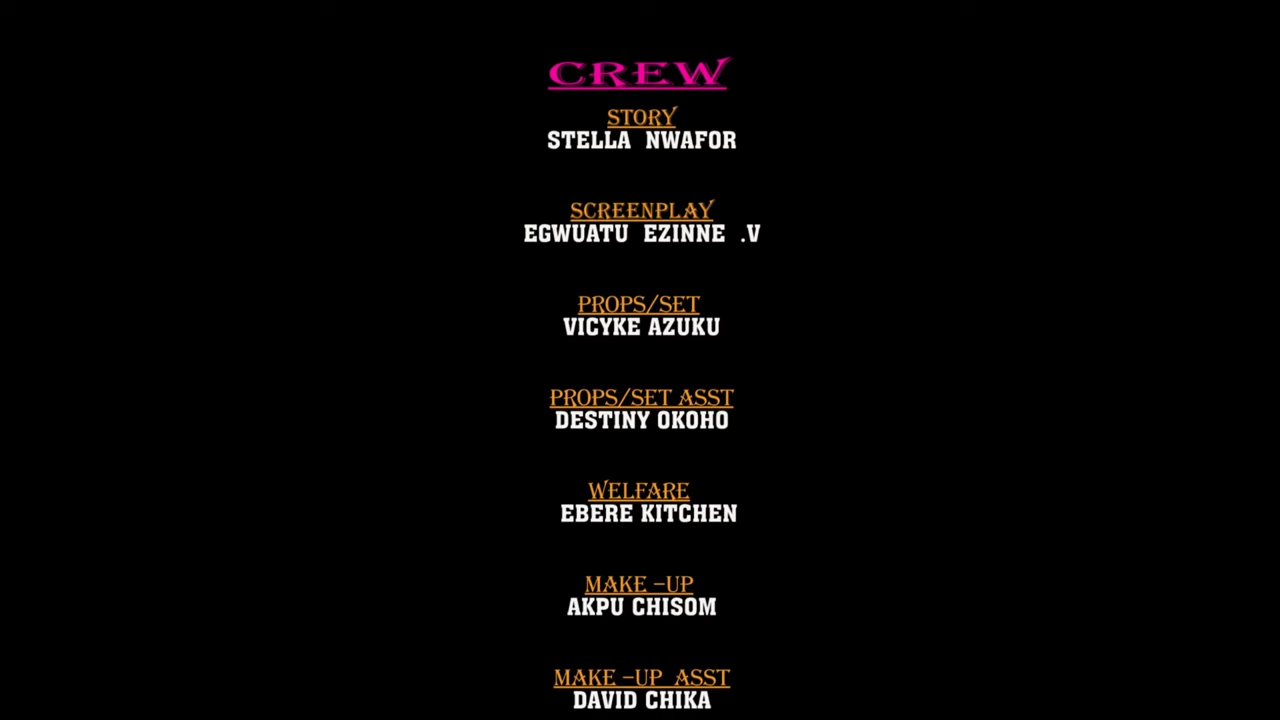 CREW
STORY
STELLA NWAFOR
SCREENPLAY
EGWUATU EZINNE .V
PROPS/SET
VICYKE AZUKU
PROPS/SET ASST
DESTINY OKOHO
WELFARE
EBERE KITCHEN
MAKE –UP
AKPU CHISOM
MAKE –UP ASST
DAVID CHIKA